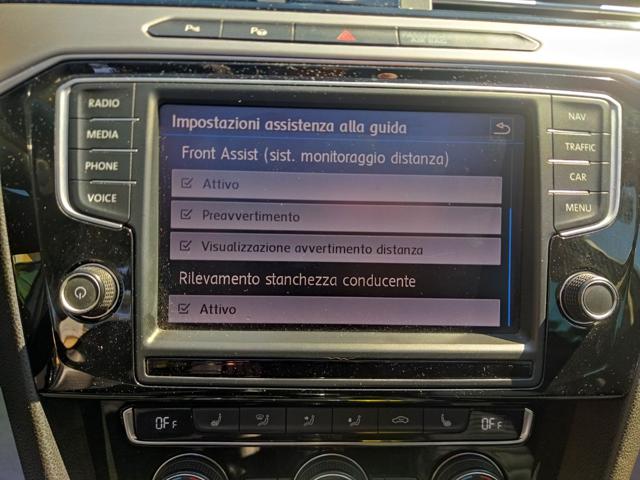 RADIO
MEDIA
PHONE
VOICE
Impostazioni assistenza alla guida
Front Assist (sist. monitoraggio distanza)
Attivo
Preavvertimento
Visualizzazione avvertimento distanza
Rilevamento stanchezza conducente
Attivo
NAV
TRAFFIC
CAR
MENU
OFF
OFF